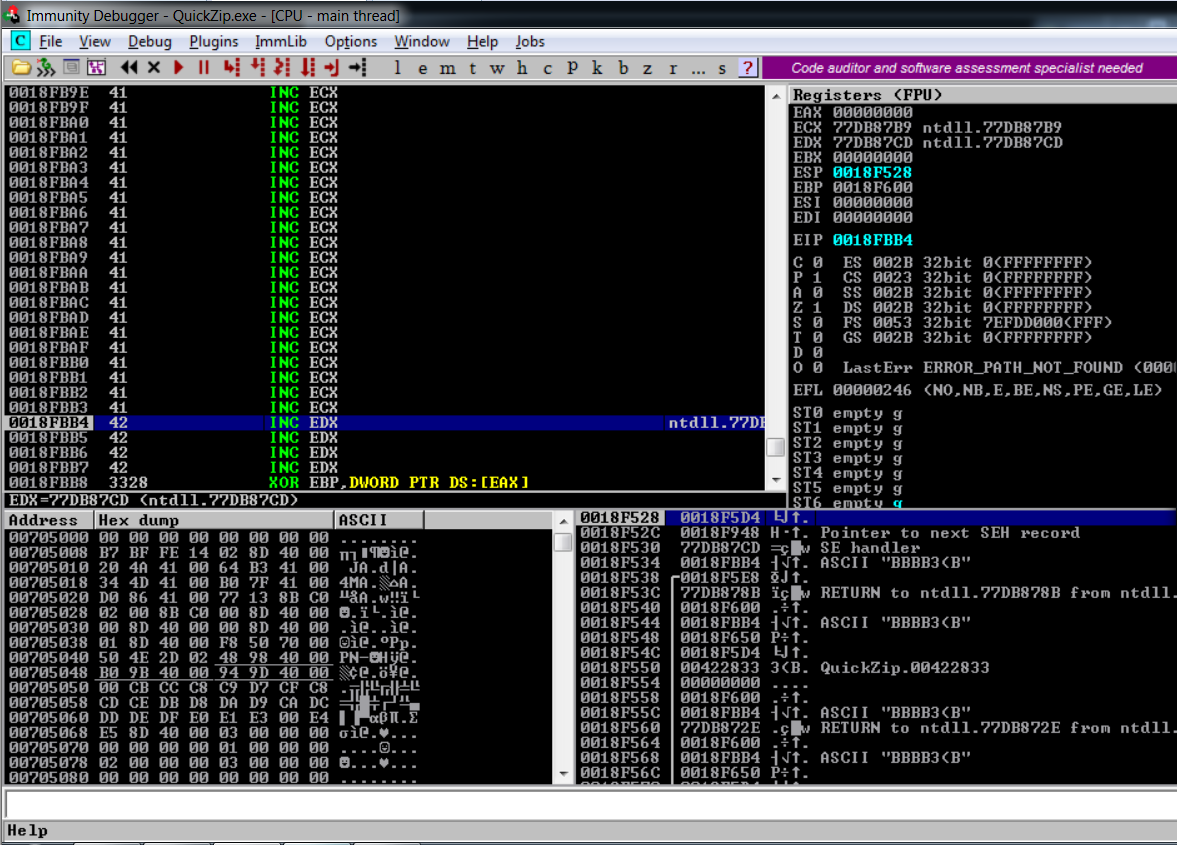 Immunity Debugger - QuickZip.exe - [CPU - main thread]
C File View Debug Plugins ImmLib Options Window Help Jobs
l e m t w h c P k b z r ... s ? Code auditor and software assessment specialist needed
0018FB9E 41 INC ECX
0018FB9F 41 INC ECX
0018FBA0 41 INC ECX
0018FBA1 41 INC ECX
0018FBA2 41 INC ECX
0018FBA3 41 INC ECX
0018FBA4 41 INC ECX
0018FBA5 41 INC ECX
0018FBA6 41 INC ECX
0018FBA7 41 INC ECX
0018FBA8 41 INC ECX
0018FBA9 41 INC ECX
0018FBAA 41 INC ECX
0018FBAB 41 INC ECX
0018FBAC 41 INC ECX
0018FBAD 41 INC ECX
0018FBAE 41 INC ECX
0018FBAF 41 INC ECX
0018FBB0 41 INC ECX
0018FBB1 41 INC ECX
0018FBB2 41 INC ECX
0018FBB3 41 INC ECX
0018FBB4 42 INC EDX ntdll.77DB
0018FBB5 42 INC EDX
0018FBB6 42 INC EDX
0018FBB7 42 INC EDX
0018FBB8 3328 XOR EBP,DWORD PTR DS:[EAX]
EDX=77DB87CD (ntdll.77DB87CD)
Registers (FPU)
EAX 00000000
ECX 77DB87B9 ntdll.77DB87B9
EDX 77DB87CD ntdll.77DB87CD
EBX 00000000
ESP 0018F528
EBP 0018F600
ESI 00000000
EDI 00000000
EIP 0018FBB4
C 0 ES 002B 32bit 0(FFFFFFFF)
P 1 CS 0023 32bit 0(FFFFFFFF)
A 0 SS 002B 32bit 0(FFFFFFFF)
Z 1 DS 002B 32bit 0(FFFFFFFF)
S 0 FS 0053 32bit 7EFDD000(FFF)
T 0 GS 002B 32bit 0(FFFFFFFF)
D 0
O 0 LastErr ERROR_PATH_NOT_FOUND (000
EFL 00000246 (NO,NB,E,BE,NS,PE,GE,LE)
ST0 empty g
ST1 empty g
ST2 empty g
ST3 empty g
ST4 empty g
ST5 empty g
ST6 empty g
Address Hex dump ASCII
00705000 00 00 00 00 00 00 00 00 ........
00705008 B7 BF FE 14 02 8D 40 00
00705010 20 4A 41 00 64 B3 41 00 JA.d│A.
00705018 34 4D 41 00 B0 7F 41 00
00705020 D0 86 41 00 77 13 8B C0
00705028 02 00 8B C0 00 8D 40 00
00705030 00 8D 40 00 00 8D 40 00 .ì@..ì@.
00705038 01 8D 40 00 F8 50 70 00 ☺ì@.°Pp.
00705040 50 4E 2D 02 48 98 40 00 PN-☻Hÿ@.
00705048 B0 9B 40 00 94 9D 40 00 ░¢@.ö¥@.
00705050 00 CB CC C8 C9 D7 CF C8
00705058 CD CE DB D8 DA D9 CA DC
00705060 DD DE DF E0 E1 E3 00 E4
00705068 E5 8D 40 00 03 00 00 00 σì@.♥...
00705070 00 00 00 00 01 00 00 00 ....☺...
00705078 02 00 00 00 03 00 00 00 ☻...♥...
00705080 00 00 00 00 00 00 00 00 ........
0018F528 0018F5D4
0018F52C 0018F948 Pointer to next SEH record
0018F530 77DB87CD SE handler
0018F534 0018FBB4 ASCII "BBBB3(B"
0018F538 0018F5E8
0018F53C 77DB878B RETURN to ntdll.77DB878B from ntdll.
0018F540 0018F600
0018F544 0018FBB4 ASCII "BBBB3(B"
0018F548 0018F650
0018F54C 0018F5D4
0018F550 00422833 3(B. QuickZip.00422833
0018F554 00000000 ....
0018F558 0018F600
0018F55C 0018FBB4 ASCII "BBBB3(B"
0018F560 77DB872E RETURN to ntdll.77DB872E from ntdll.
0018F564 0018F600
0018F568 0018FBB4 ASCII "BBBB3(B"
0018F56C 0018F650
Help